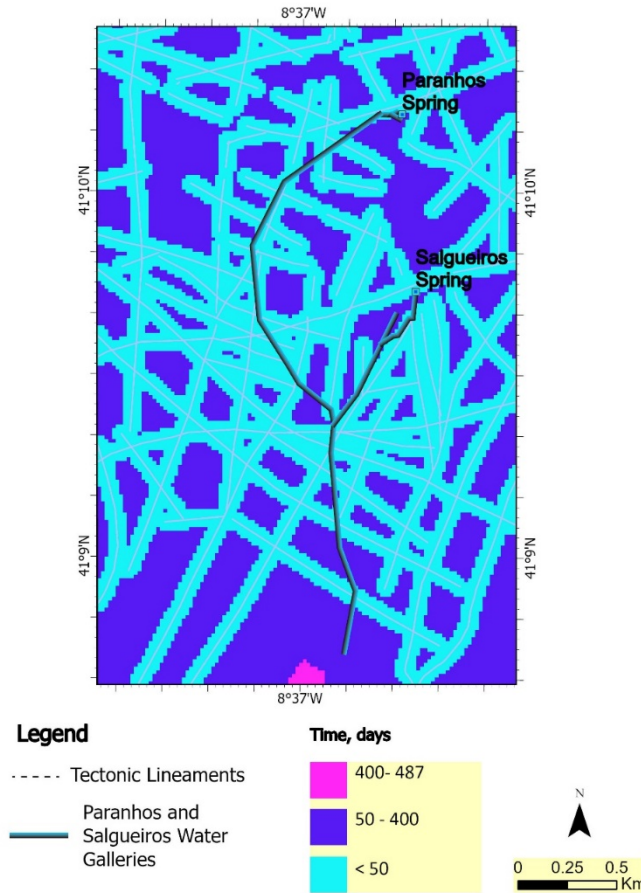 8°37'W
Paranhos
Spring
41°10'N
41°10'N
Salgueiros
Spring
41°9'N
41°9'N
8°37'W
Legend
Tectonic Lineaments
Paranhos and
Salgueiros Water
Galleries
Time, days
400- 487
50 - 400
< 50
N
0 0.25 0.5
Km